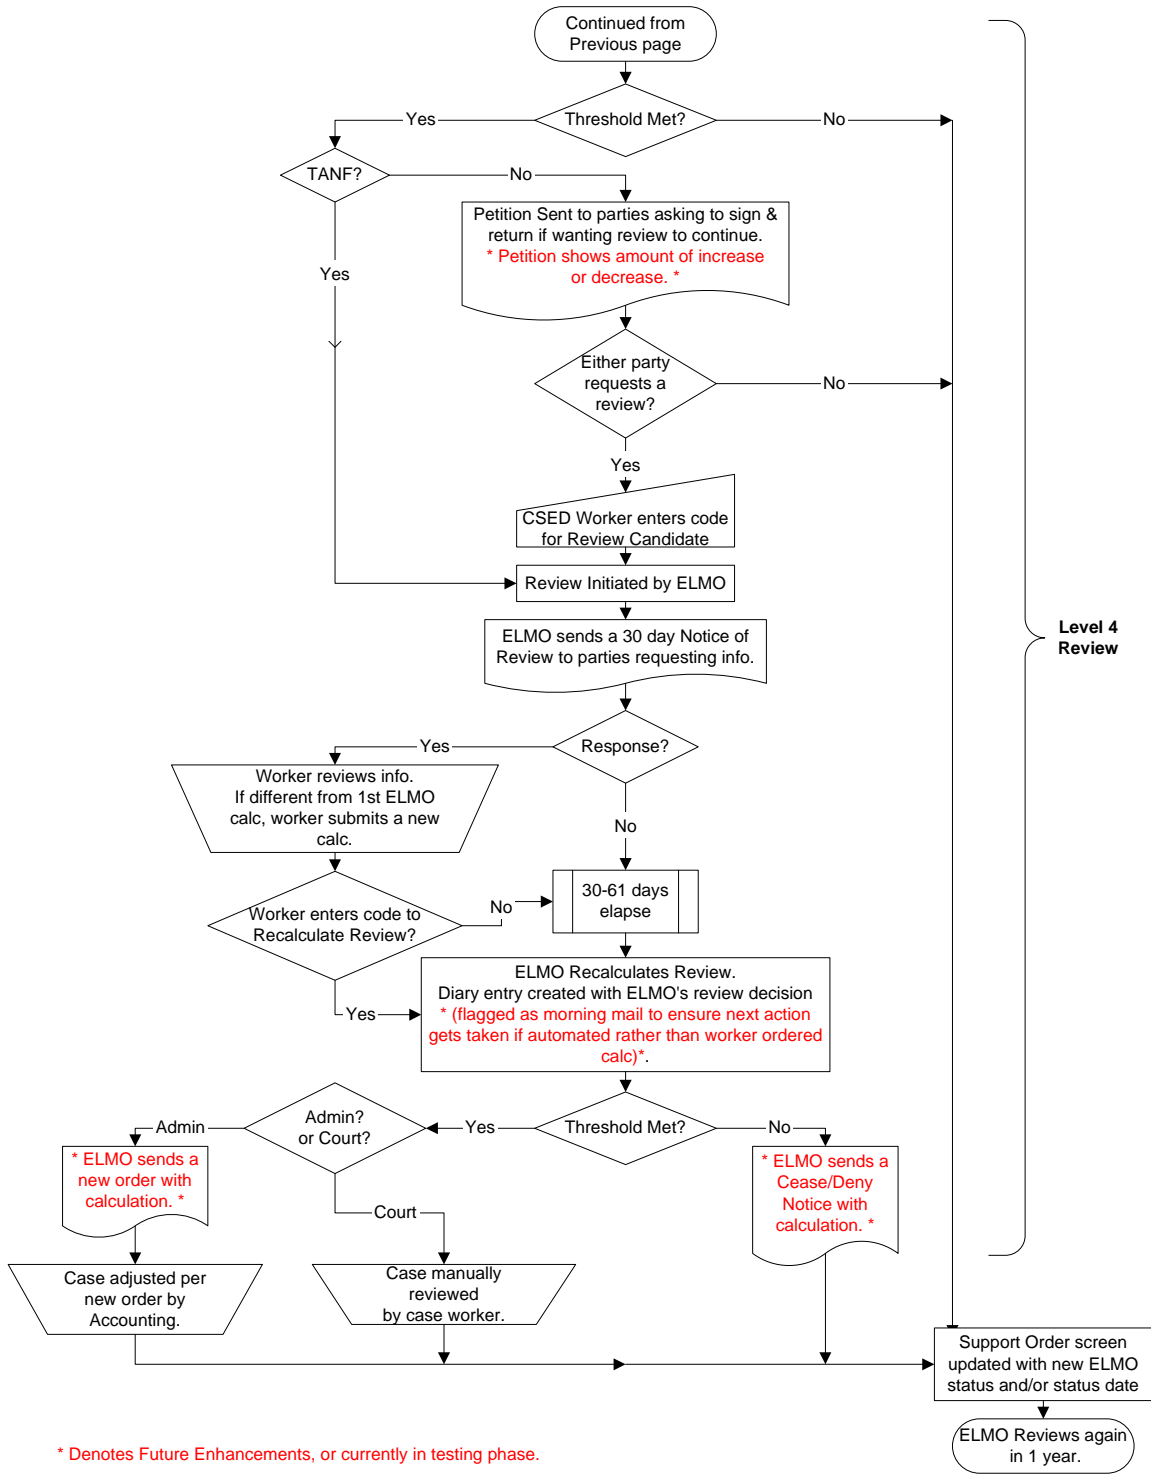 Continued from
Previous page
Threshold Met?
Yes
No
TANF?
No
Petition Sent to parties asking to sign &
return if wanting review to continue.
* Petition shows amount of increase
or decrease. *
Yes
Either party
requests a
review?
No
Yes
CSED Worker enters code
for Review Candidate
Review Initiated by ELMO
ELMO sends a 30 day Notice of
Review to parties requesting info.
Level 4
Review
Response?
Yes
Worker reviews info.
If different from 1st ELMO
calc, worker submits a new
calc.
No
30-61 days
elapse
No
Worker enters code to
Recalculate Review?
Yes
ELMO Recalculates Review.
Diary entry created with ELMO's review decision
* (flagged as morning mail to ensure next action
gets taken if automated rather than worker ordered
calc)*.
Threshold Met?
Yes
No
Admin?
or Court?
Admin
* ELMO sends a
new order with
calculation. *
Court
* ELMO sends a
Cease/Deny
Notice with
calculation. *
Case adjusted per
new order by
Accounting.
Case manually
reviewed
by case worker.
Support Order screen
updated with new ELMO
status and/or status date
ELMO Reviews again
in 1 year.
* Denotes Future Enhancements, or currently in testing phase.